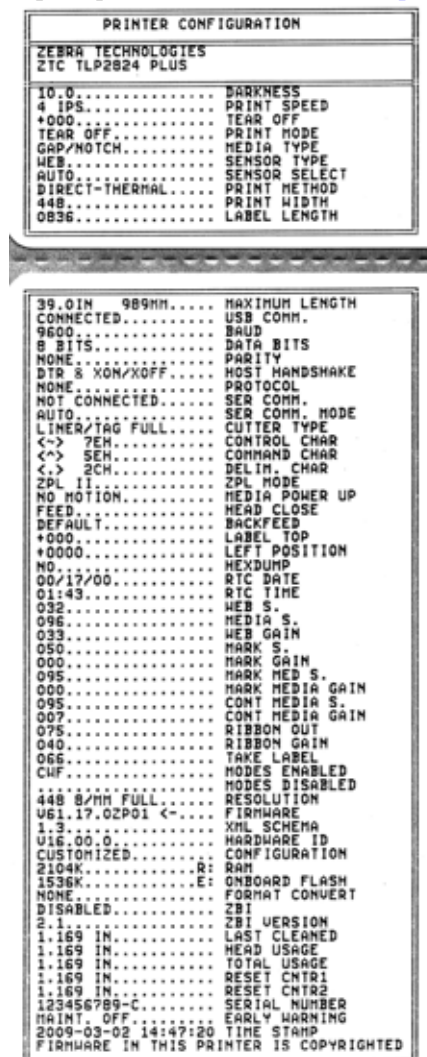 PRINTER CONFIGURATION
ZEBRA TECHNOLOGIES
ZTC TLP2824 PLUS
10.0............... DARKNESS
4 IPS.............. PRINT SPEED
+000............... TEAR OFF
TEAR OFF........... PRINT MODE
GAP/NOTCH.......... MEDIA TYPE
WEB................ SENSOR TYPE
AUTO............... SENSOR SELECT
DIRECT-THERMAL..... PRINT METHOD
448................ PRINT WIDTH
0836............... LABEL LENGTH
39.0IN   989MM..... MAXIMUM LENGTH
CONNECTED.......... USB COMM.
9600............... BAUD
8 BITS............. DATA BITS
NONE............... PARITY
DTR & XON/XOFF..... HOST HANDSHAKE
NONE............... PROTOCOL
NOT CONNECTED...... SER COMM.
AUTO............... SER COMM. MODE
LINER/TAG FULL..... CUTTER TYPE
<~>  7EH........... CONTROL CHAR
<^>  5EH........... COMMAND CHAR
<,>  2CH........... DELIM. CHAR
ZPL II............. ZPL MODE
NO MOTION.......... MEDIA POWER UP
FEED............... HEAD CLOSE
DEFAULT............ BACKFEED
+000............... LABEL TOP
+0000.............. LEFT POSITION
NO................. HEXDUMP
00/17/00........... RTC DATE
01:43.............. RTC TIME
032................ WEB S.
096................ MEDIA S.
033................ WEB GAIN
050................ MARK S.
000................ MARK GAIN
095................ MARK MED S.
000................ MARK MEDIA GAIN
095................ CONT MEDIA S.
007................ CONT MEDIA GAIN
075................ RIBBON OUT
040................ RIBBON GAIN
066................ TAKE LABEL
CWF................ MODES ENABLED
................... MODES DISABLED
448 8/MM FULL...... RESOLUTION
V61.17.0ZP01 <-.... FIRMWARE
1.3................ XML SCHEMA
V16.00.0........... HARDWARE ID
CUSTOMIZED......... CONFIGURATION
2104K............R: RAM
1536K............E: ONBOARD FLASH
NONE............... FORMAT CONVERT
DISABLED........... ZBI
2.1................ ZBI VERSION
1.169 IN........... LAST CLEANED
1.169 IN........... HEAD USAGE
1.169 IN........... TOTAL USAGE
1.169 IN........... RESET CNTR1
1.169 IN........... RESET CNTR2
123456789-C........ SERIAL NUMBER
MAINT. OFF......... EARLY WARNING
2009-03-02 14:47:20 TIME STAMP
FIRMWARE IN THIS PRINTER IS COPYRIGHTED